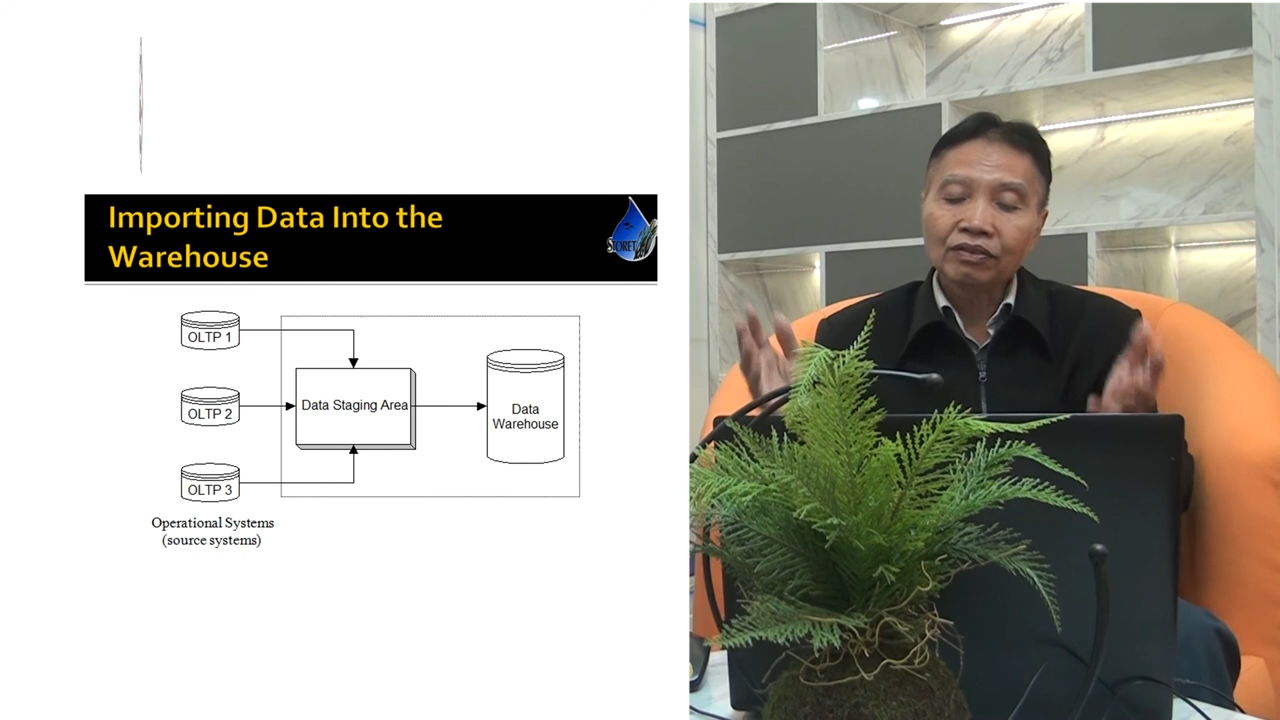 Importing Data Into the
Warehouse
STORET
OLTP 1
OLTP 2
Data Staging Area
Data
Warehouse
OLTP 3
Operational Systems
(source systems)